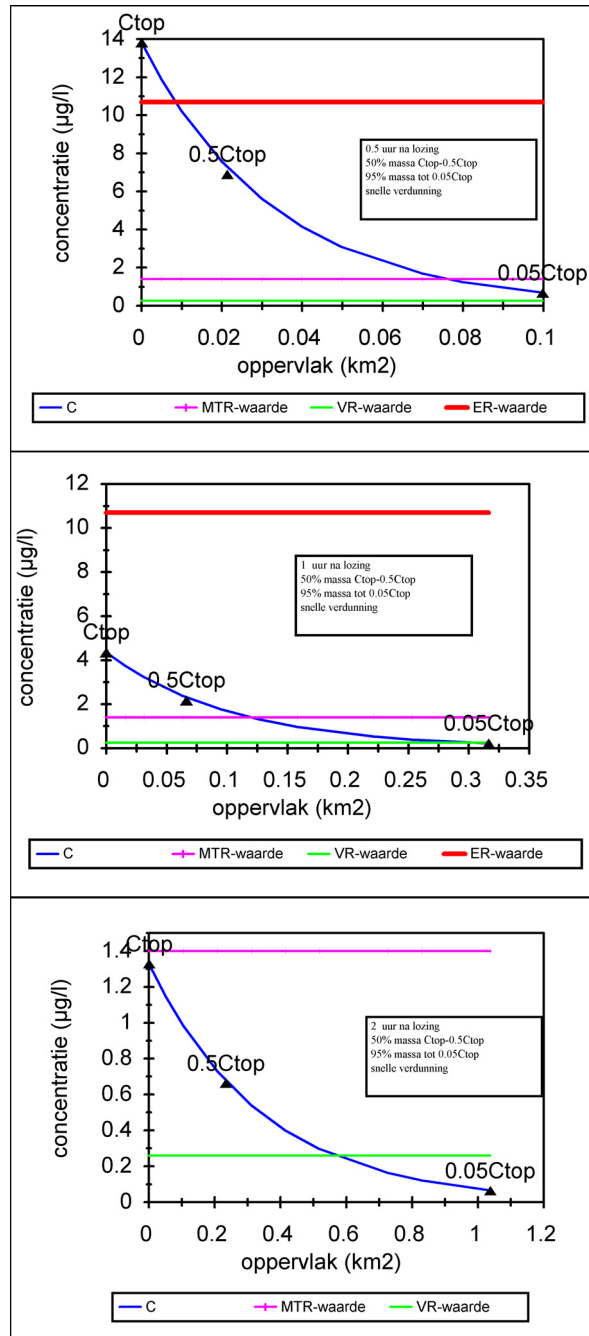 Ctop
14
12
10
8
6
4
2
0
concentratie (µg/l)
0.5Ctop
0.05Ctop
0.5 uur na lozing
50% massa Ctop-0.5Ctop
95% massa tot 0.05Ctop
snelle verdunning
0 0.02 0.04 0.06 0.08 0.1
oppervlak (km2)
C MTR-waarde VR-waarde ER-waarde
12
10
8
6
4
2
0
concentratie (µg/l)
Ctop
0.5Ctop
0.05Ctop
1 uur na lozing
50% massa Ctop-0.5Ctop
95% massa tot 0.05Ctop
snelle verdunning
0 0.05 0.1 0.15 0.2 0.25 0.3 0.35
oppervlak (km2)
C MTR-waarde VR-waarde ER-waarde
Ctop
1.4
1.2
1
0.8
0.6
0.4
0.2
0
concentratie (µg/l)
0.5Ctop
0.05Ctop
2 uur na lozing
50% massa Ctop-0.5Ctop
95% massa tot 0.05Ctop
snelle verdunning
0 0.2 0.4 0.6 0.8 1 1.2
oppervlak (km2)
C MTR-waarde VR-waarde